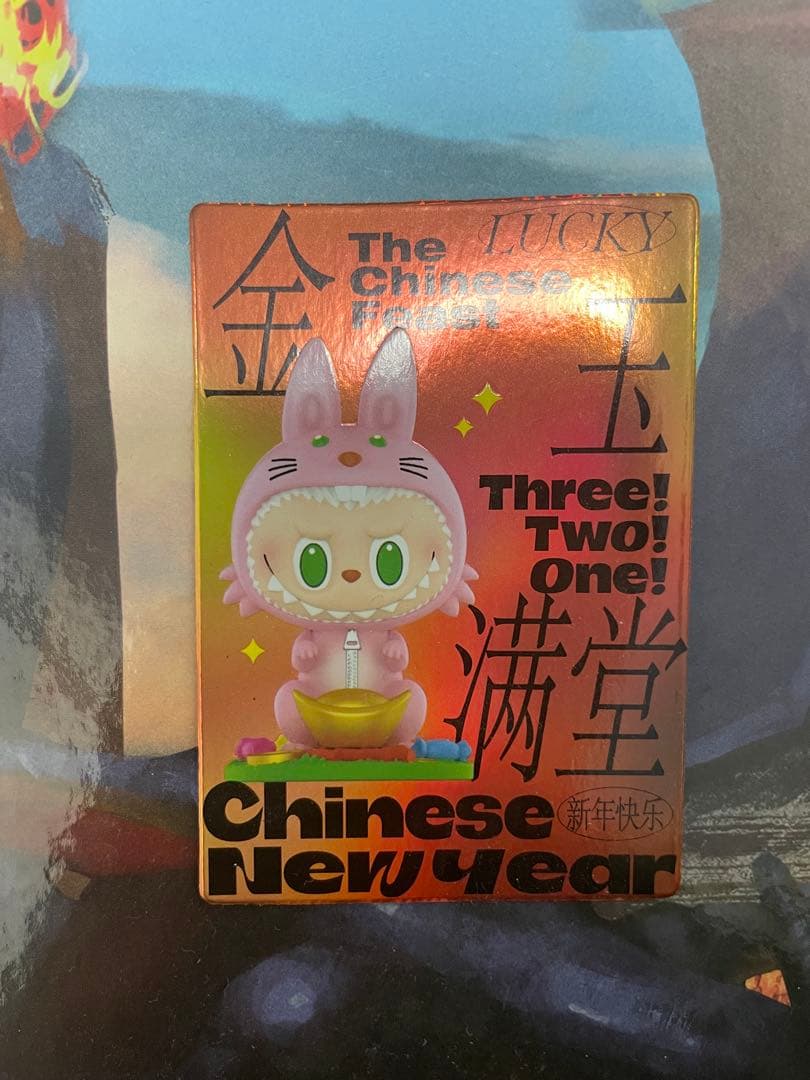 金
The
Chinese
Feast
LUCKY
玉
Three!
Two!
One!
满堂
Chinese
新年快乐
New Year